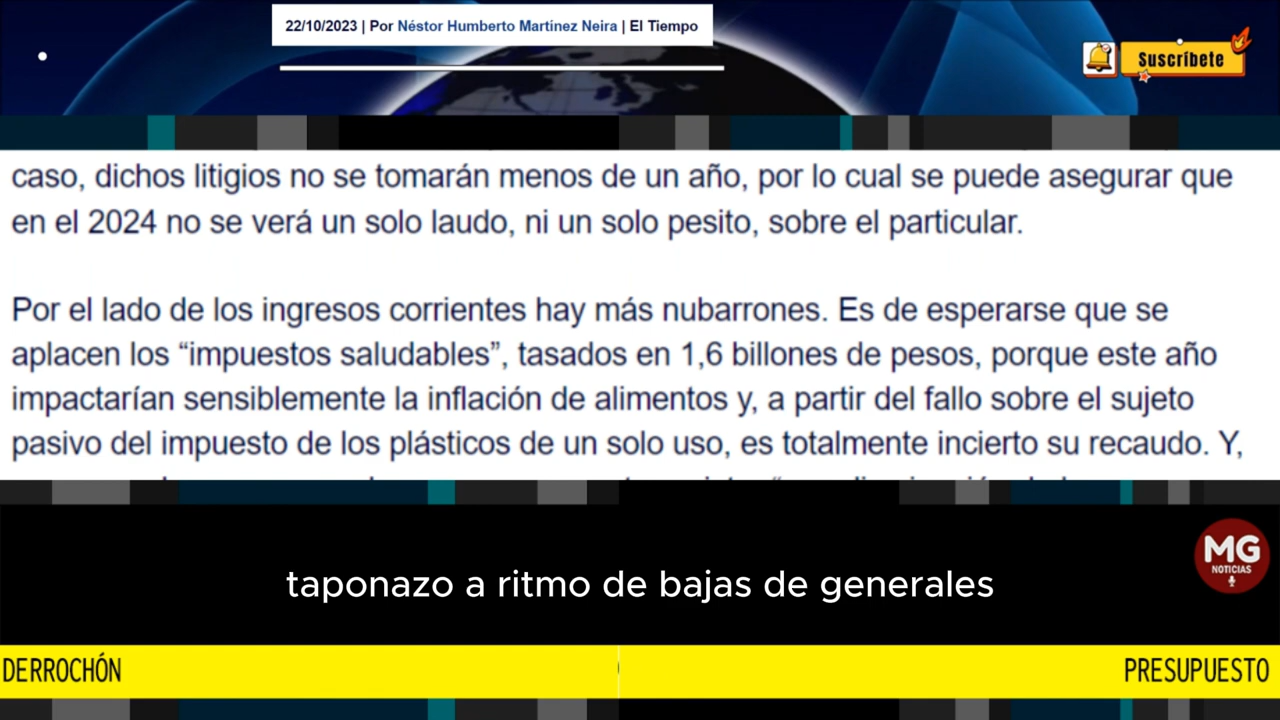 22/10/2023 | Por Néstor Humberto Martínez Neira | El Tiempo
Suscríbete
caso, dichos litigios no se tomarán menos de un año, por lo cual se puede asegurar que
en el 2024 no se verá un solo laudo, ni un solo pesito, sobre el particular.
Por el lado de los ingresos corrientes hay más nubarrones. Es de esperarse que se
aplacen los “impuestos saludables”, tasados en 1,6 billones de pesos, porque este año
impactarían sensiblemente la inflación de alimentos y, a partir del fallo sobre el sujeto
pasivo del impuesto de los plásticos de un solo uso, es totalmente incierto su recaudo. Y,
MG
NOTICIAS
taponazo a ritmo de bajas de generales
DERROCHÓN
PRESUPUESTO